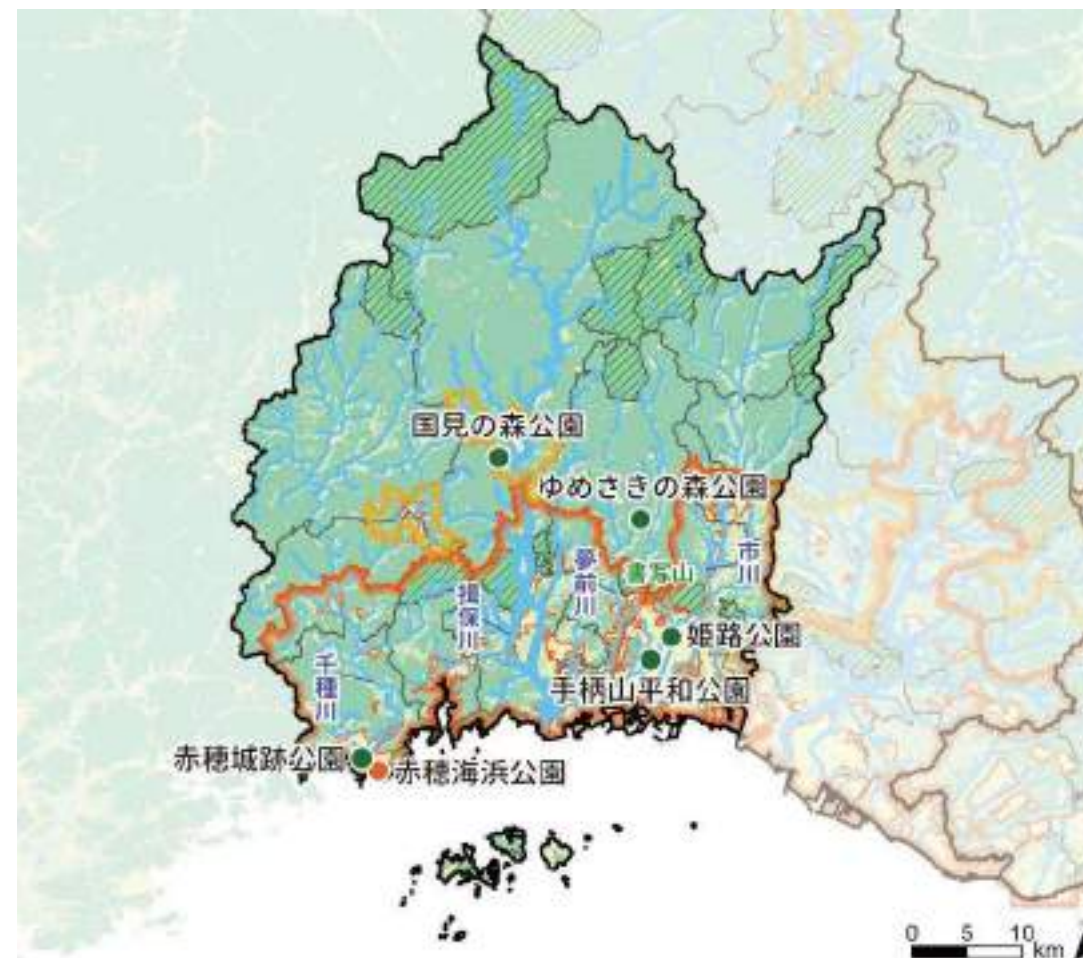 国見の森公園
ゆめさきの森公園
市川
夢前川
書写山
揖保川
姫路公園
千種川
手柄山平和公園
赤穂城跡公園
赤穂海浜公園
0 5 10
km